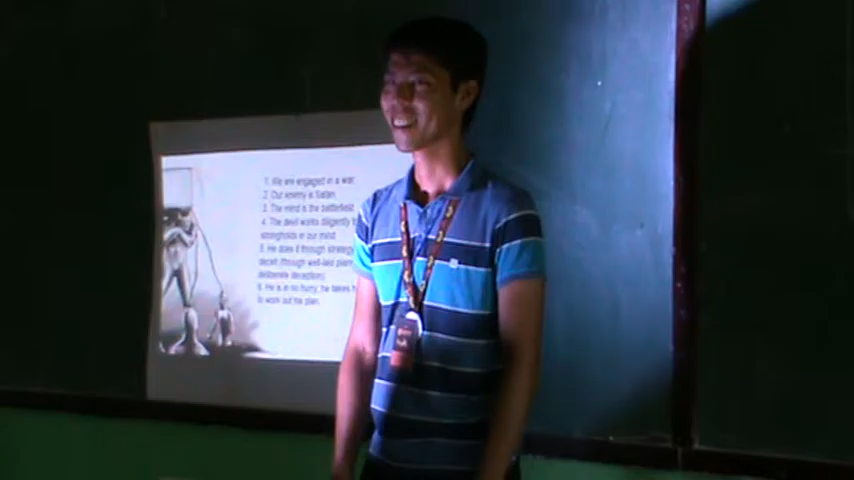 1. We are engaged in a war.
2. Our enemy is Satan.
3. The mind is the battlefield.
4. The devil works diligently
strongholds in our mind.
5. He does it through strategy
deceit (through well-laid plans
deliberate deception).
6. He is in no hurry; he takes
to work out his plan.